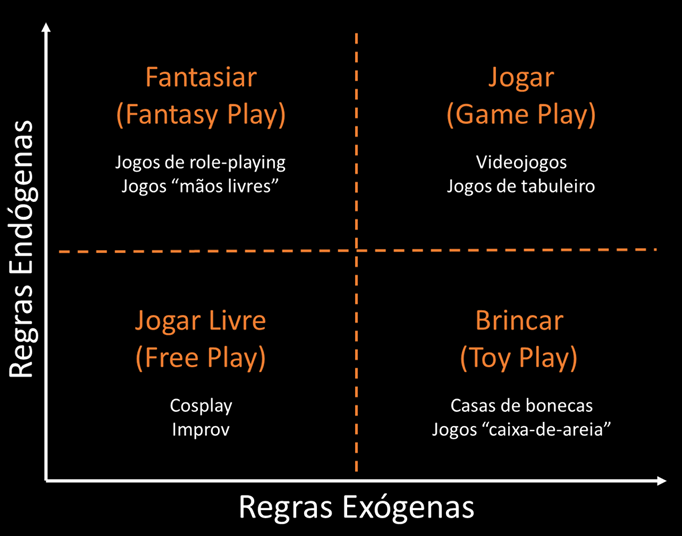 Regras Endógenas
Fantasiar
(Fantasy Play)
Jogos de role-playing
Jogos “mãos livres”
Jogar
(Game Play)
Videojogos
Jogos de tabuleiro
Jogar Livre
(Free Play)
Cosplay
Improv
Brincar
(Toy Play)
Casas de bonecas
Jogos “caixa-de-areia”
Regras Exógenas